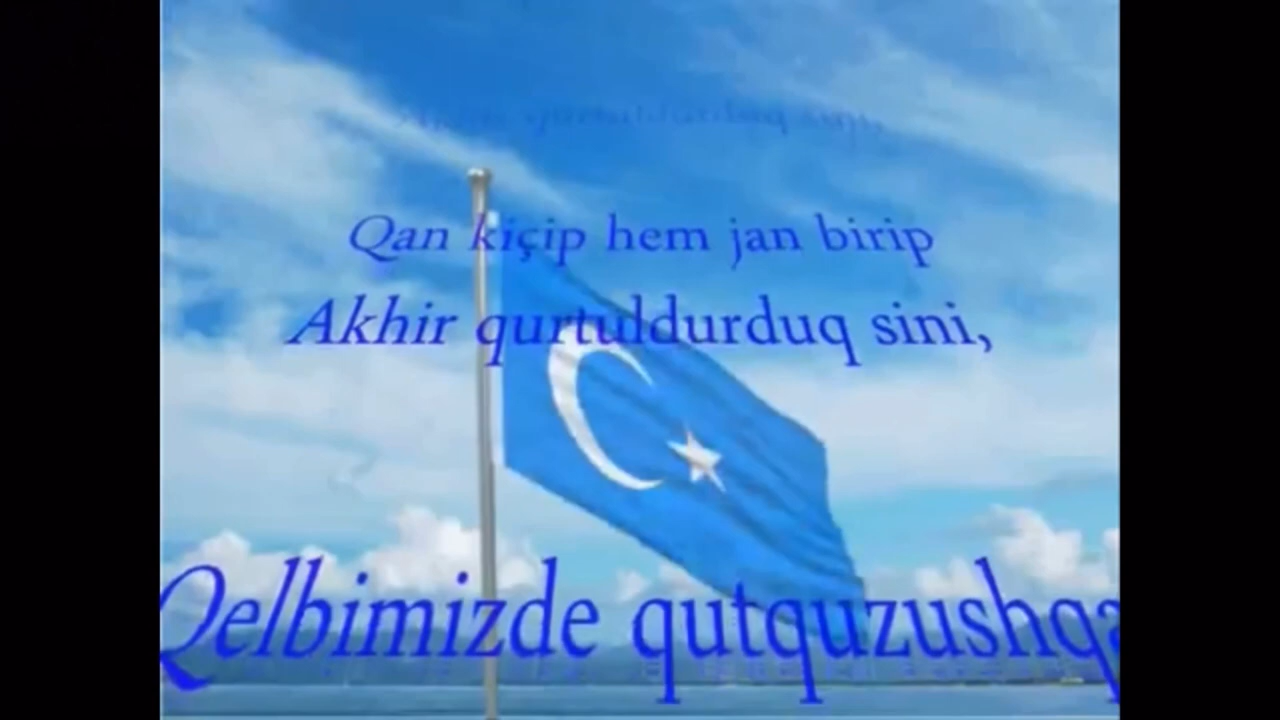 Qan kiçip hem jan birip
Akhir qurtuldurduq sini,
Qelbimizde qutquzushqa